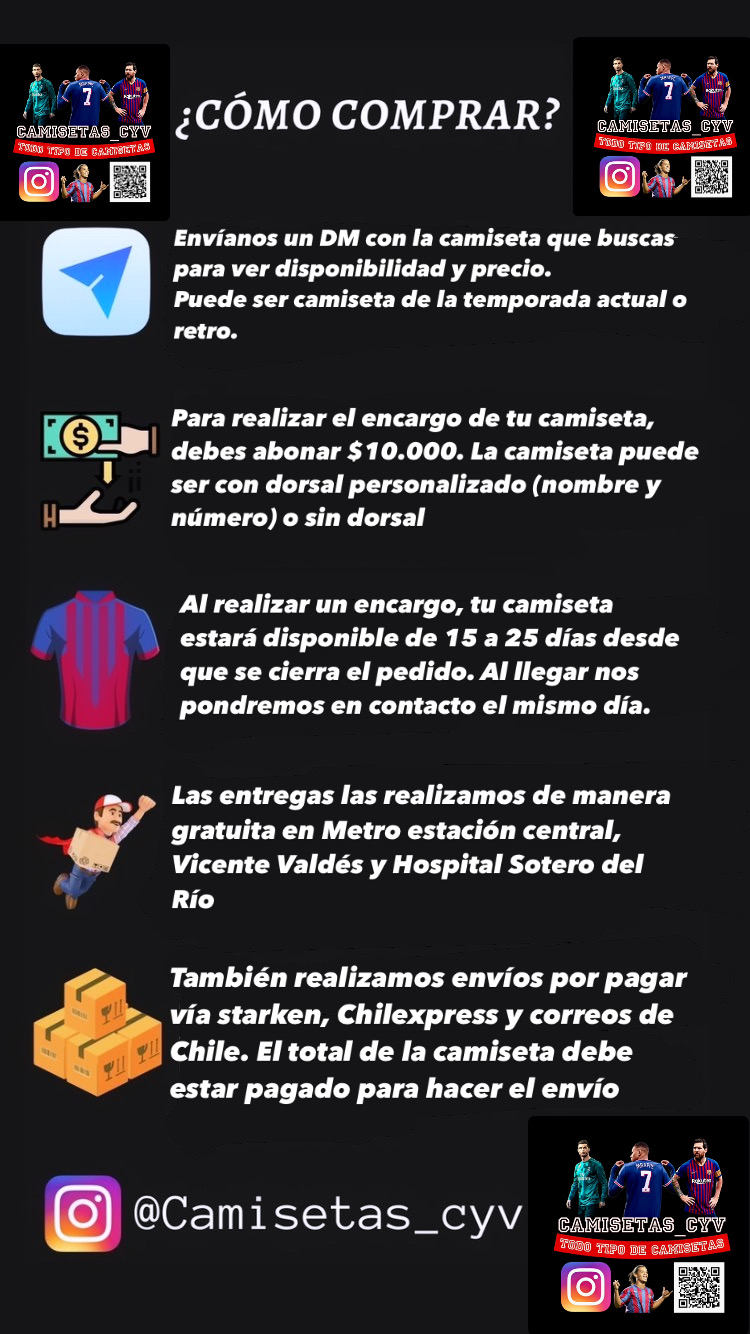 CAMISETAS_CYV
TODO TIPO DE CAMISETAS
7
¿CÓMO COMPRAR?
7
CAMISETAS_CYV
TODO TIPO DE CAMISETAS
Envíanos un DM con la camiseta que buscas
para ver disponibilidad y precio.
Puede ser camiseta de la temporada actual o
retro.
$
Para realizar el encargo de tu camiseta,
debes abonar $10.000. La camiseta puede
ser con dorsal personalizado (nombre y
número) o sin dorsal
Al realizar un encargo, tu camiseta
estará disponible de 15 a 25 días desde
que se cierra el pedido. Al llegar nos
pondremos en contacto el mismo día.
Las entregas las realizamos de manera
gratuita en Metro estación central,
Vicente Valdés y Hospital Sotero del
Río
También realizamos envíos por pagar
vía starken, Chilexpress y correos de
Chile. El total de la camiseta debe
estar pagado para hacer el envío
@Camisetas_cyv
7
Rakuten
CAMISETAS_CYV
TODO TIPO DE CAMISETAS